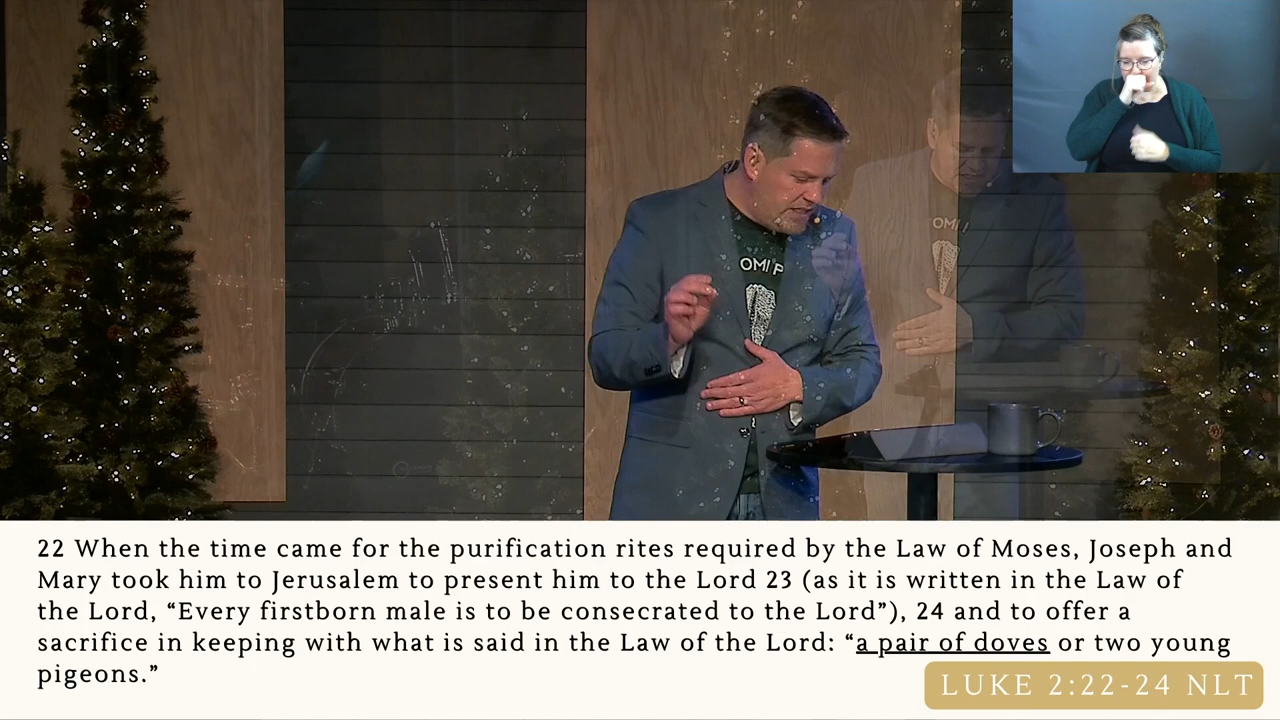 OMI P
OMI
22 When the time came for the purification rites required by the Law of Moses, Joseph and
Mary took him to Jerusalem to present him to the Lord 23 (as it is written in the Law of
the Lord, “Every firstborn male is to be consecrated to the Lord”), 24 and to offer a
sacrifice in keeping with what is said in the Law of the Lord: “a pair of doves or two young
pigeons.”
LUKE 2:22-24 NLT